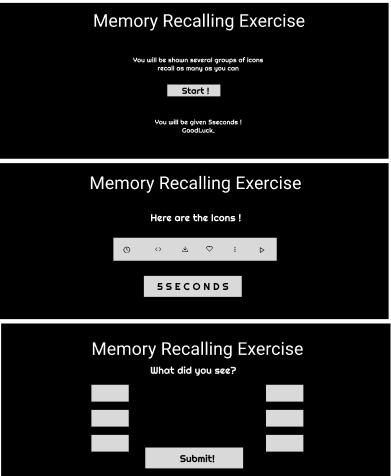 Memory Recalling Exercise
You will be shown several groups of icons
recall as many as you can
Start !
You will be given 5seconds !
GoodLuck.
Memory Recalling Exercise
Here are the Icons !
5SECONDS
Memory Recalling Exercise
What did you see?
Submit!